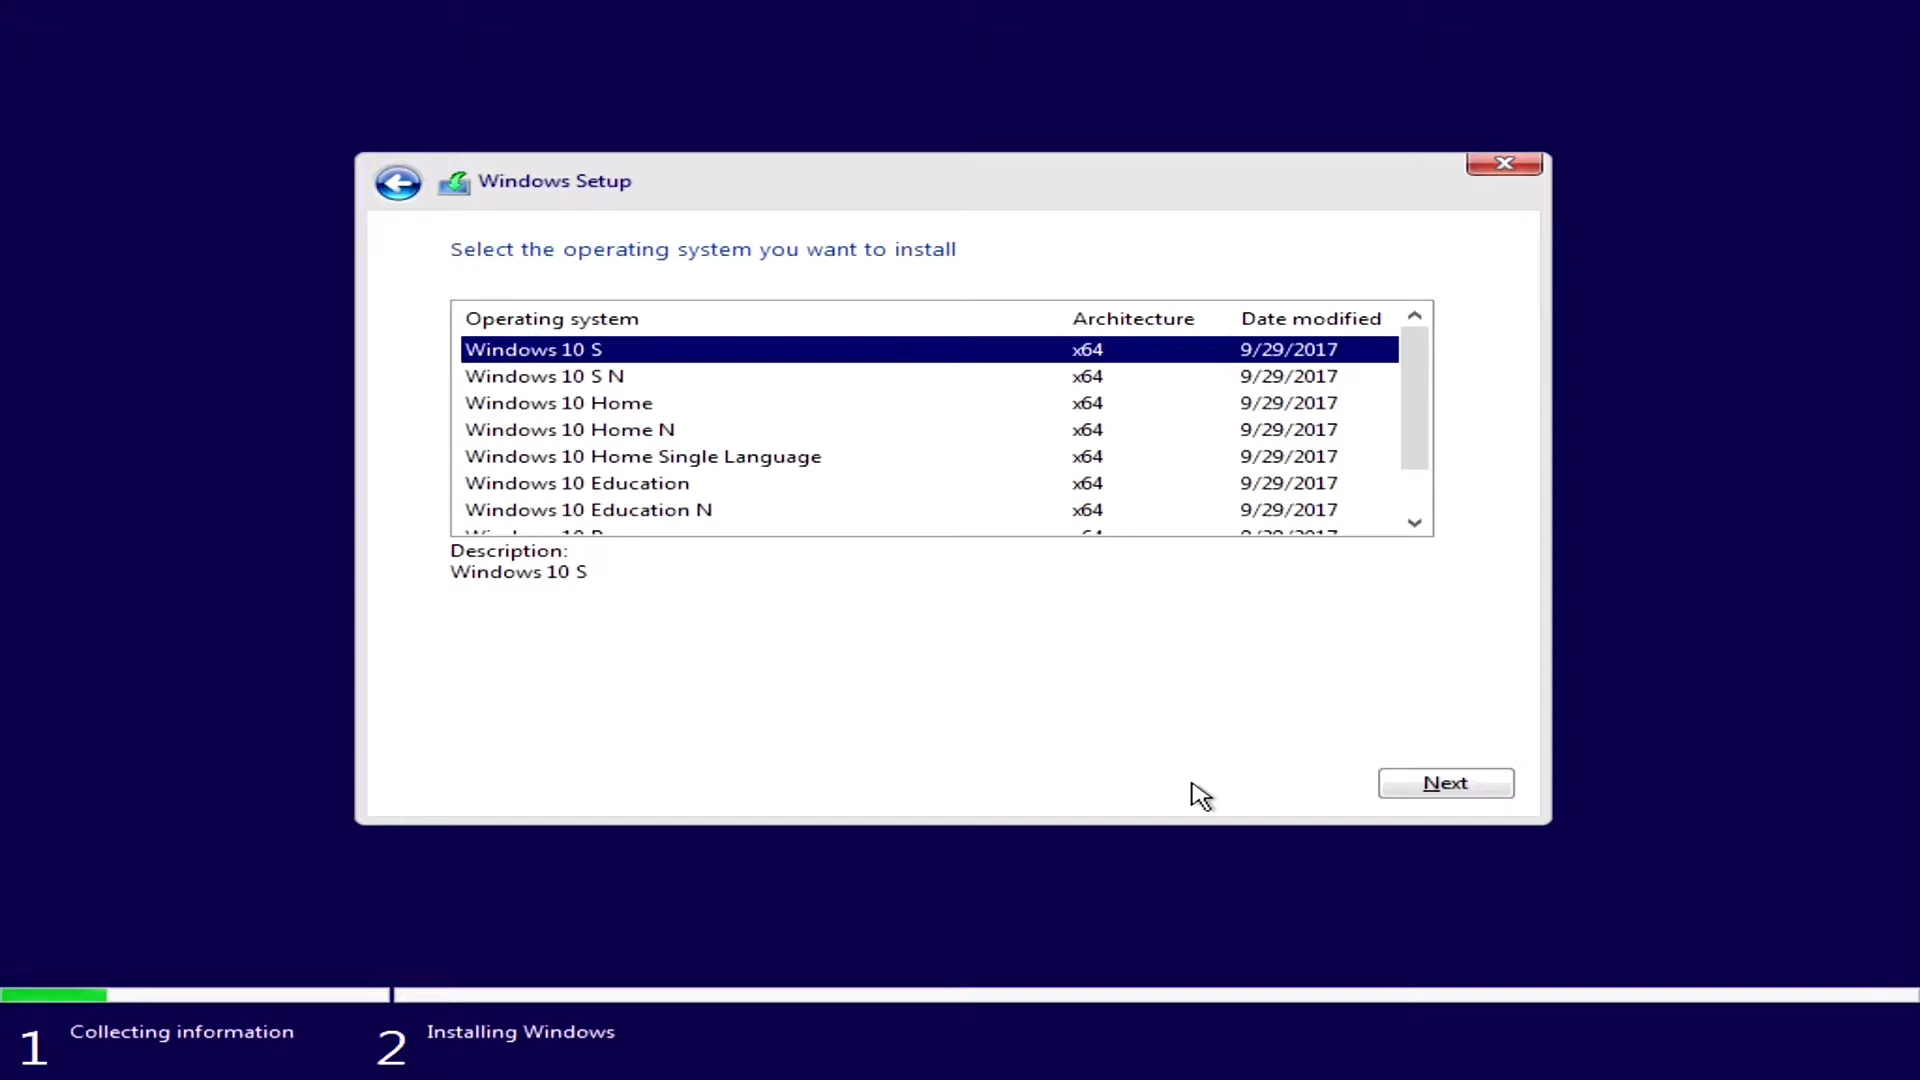 Windows Setup
Select the operating system you want to install
Operating system Architecture Date modified
Windows 10 S x64 9/29/2017
Windows 10 S N x64 9/29/2017
Windows 10 Home x64 9/29/2017
Windows 10 Home N x64 9/29/2017
Windows 10 Home Single Language x64 9/29/2017
Windows 10 Education x64 9/29/2017
Windows 10 Education N x64 9/29/2017
Description:
Windows 10 S
Next
1 Collecting information 2 Installing Windows